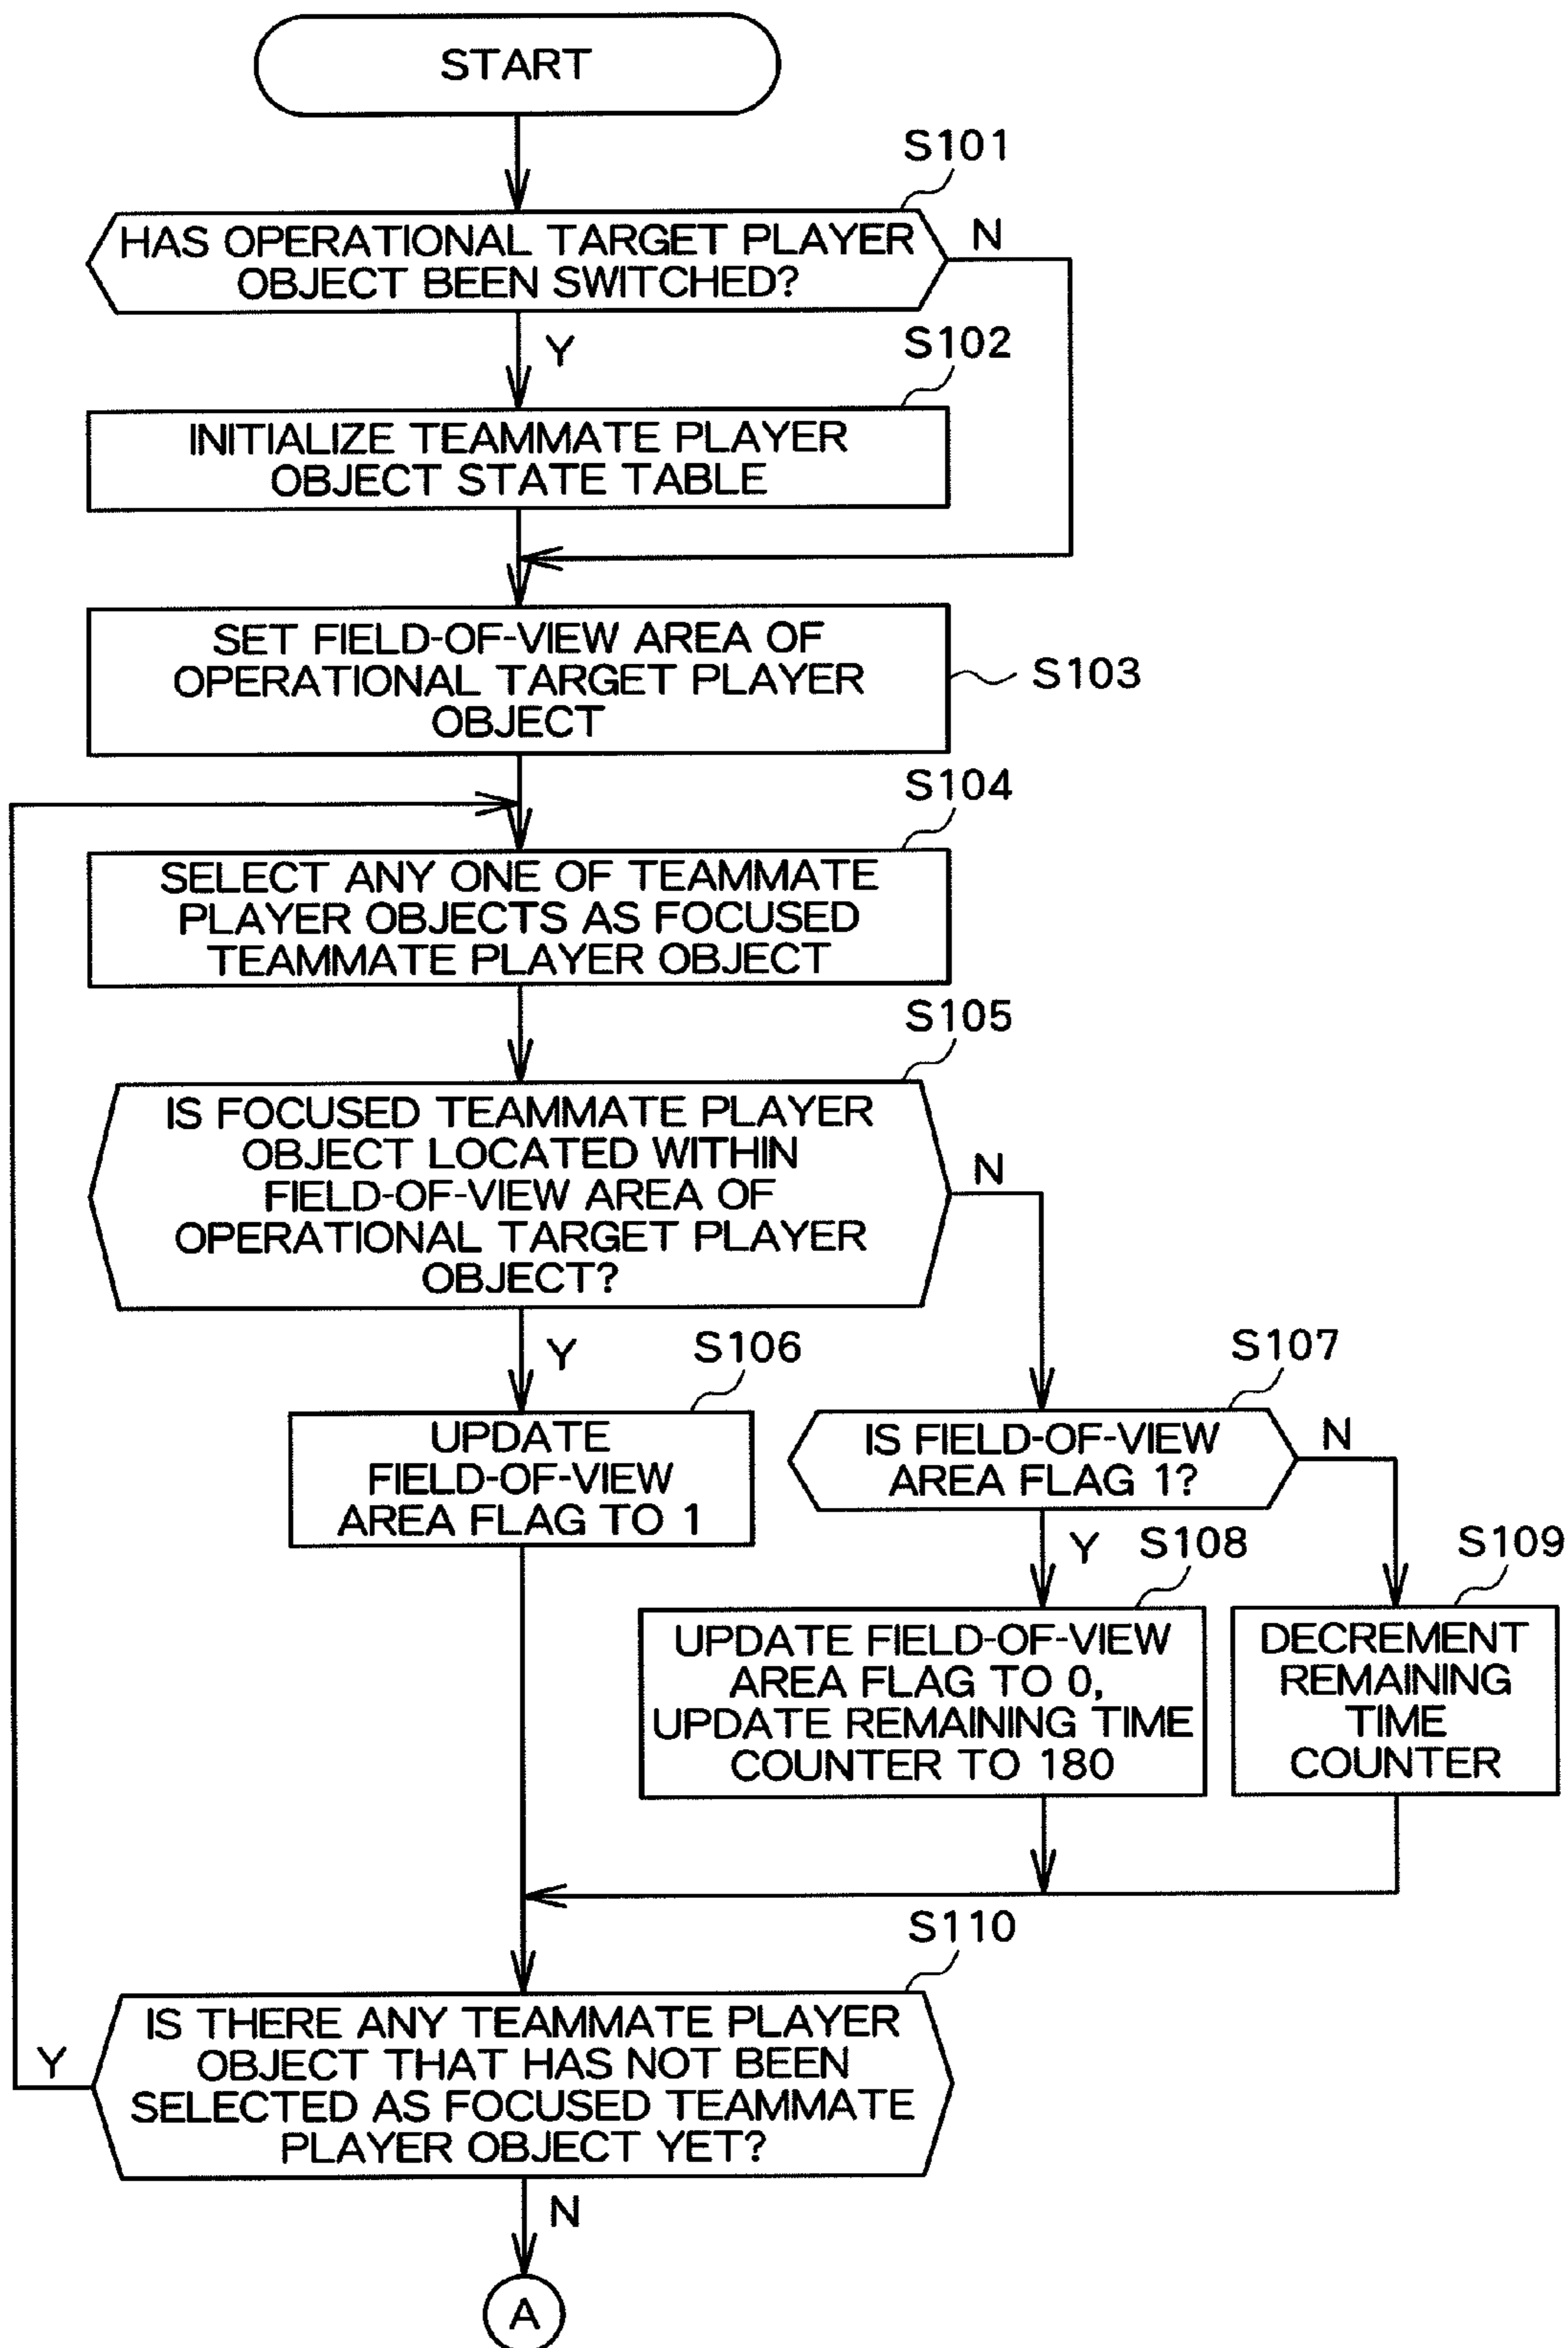 START
S101
HAS OPERATIONAL TARGET PLAYER
OBJECT BEEN SWITCHED?
N
Y
S102
INITIALIZE TEAMMATE PLAYER
OBJECT STATE TABLE
SET FIELD-OF-VIEW AREA OF
OPERATIONAL TARGET PLAYER
OBJECT
S103
S104
SELECT ANY ONE OF TEAMMATE
PLAYER OBJECTS AS FOCUSED
TEAMMATE PLAYER OBJECT
S105
IS FOCUSED TEAMMATE PLAYER
OBJECT LOCATED WITHIN
FIELD-OF-VIEW AREA OF
OPERATIONAL TARGET PLAYER
OBJECT?
N
Y
S106
UPDATE
FIELD-OF-VIEW
AREA FLAG TO 1
S107
IS FIELD-OF-VIEW
AREA FLAG 1?
N
Y
S108
UPDATE FIELD-OF-VIEW
AREA FLAG TO 0,
UPDATE REMAINING TIME
COUNTER TO 180
S109
DECREMENT
REMAINING
TIME
COUNTER
S110
IS THERE ANY TEAMMATE PLAYER
OBJECT THAT HAS NOT BEEN
SELECTED AS FOCUSED TEAMMATE
PLAYER OBJECT YET?
Y
N
A